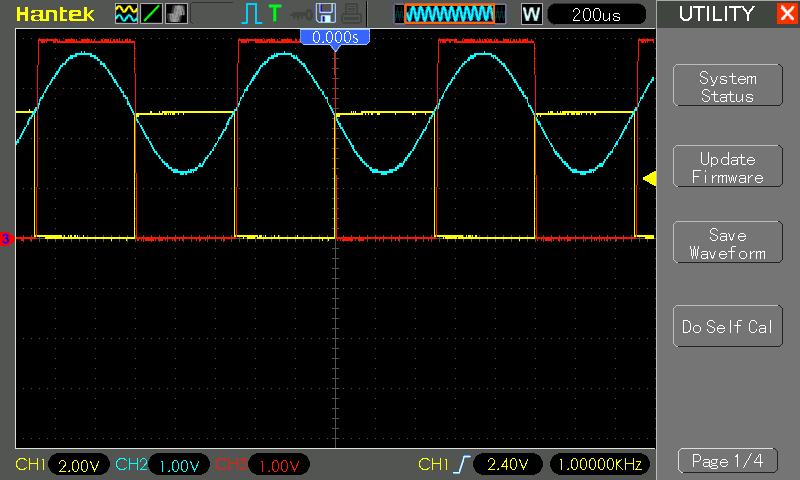 Hantek
T
W
200us
UTILITY
0.000s
System
Status
Update
Firmware
Save
Waveform
3
Do Self Cal
CH1 2.00V CH2 1.00V CH3 1.00V CH1 2.40V 1.00000KHz
Page 1/4